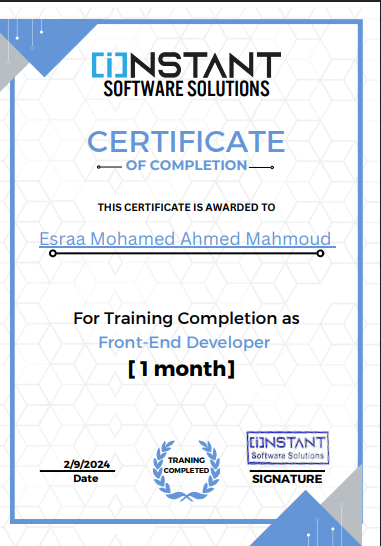 [i]NSTANT
SOFTWARE SOLUTIONS
CERTIFICATE
OF COMPLETION
THIS CERTIFICATE IS AWARDED TO
Esraa Mohamed Ahmed Mahmoud
For Training Completion as
Front-End Developer
[ 1 month]
2/9/2024
Date
TRANING
COMPLETED
[i]NSTANT
Software Solutions
SIGNATURE